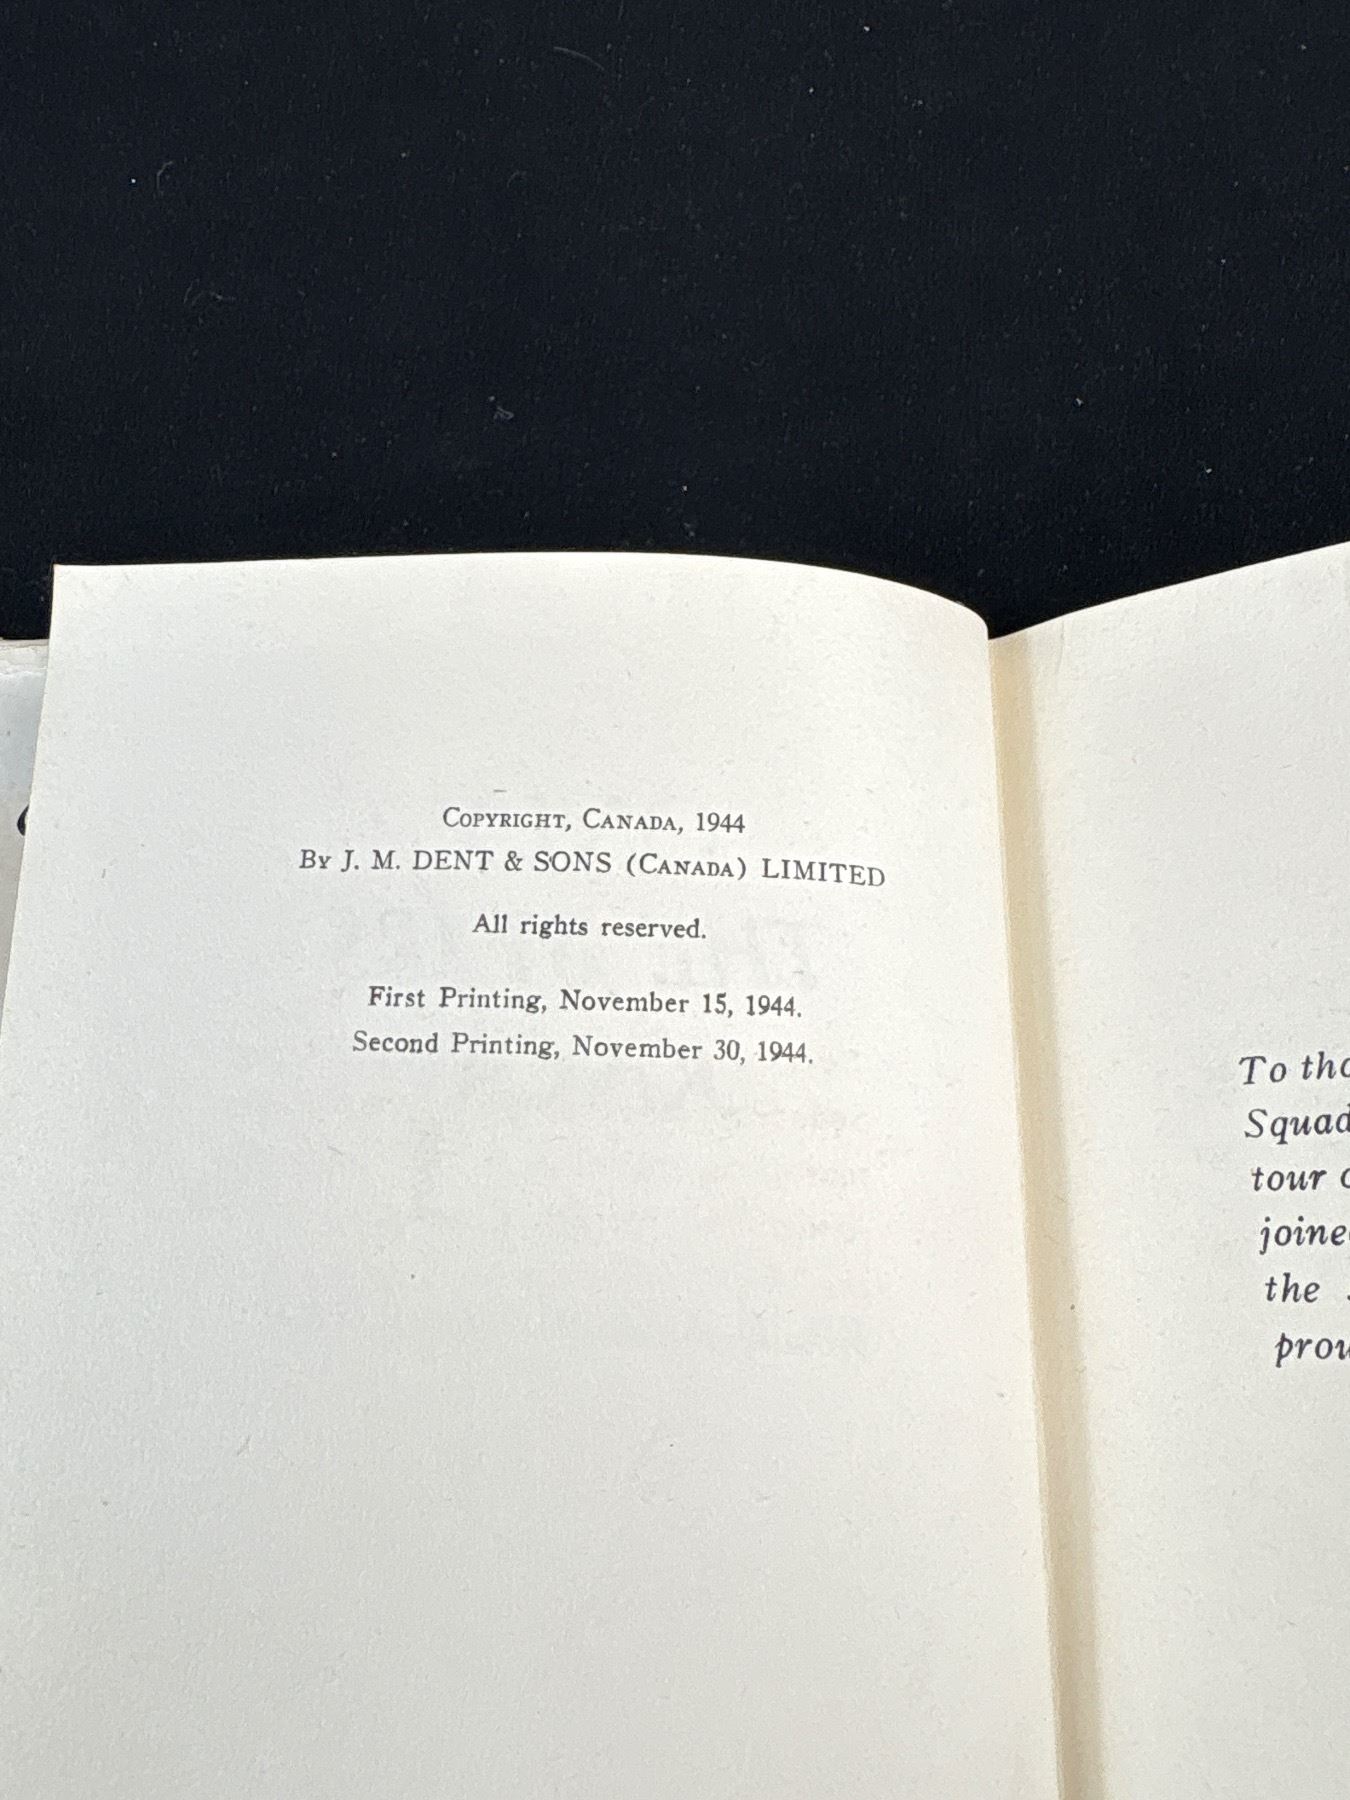 Copyright, Canada, 1944
By J. M. DENT & SONS (Canada) LIMITED
All rights reserved.
First Printing, November 15, 1944.
Second Printing, November 30, 1944.
To
Squad
tour
joine
the
prou